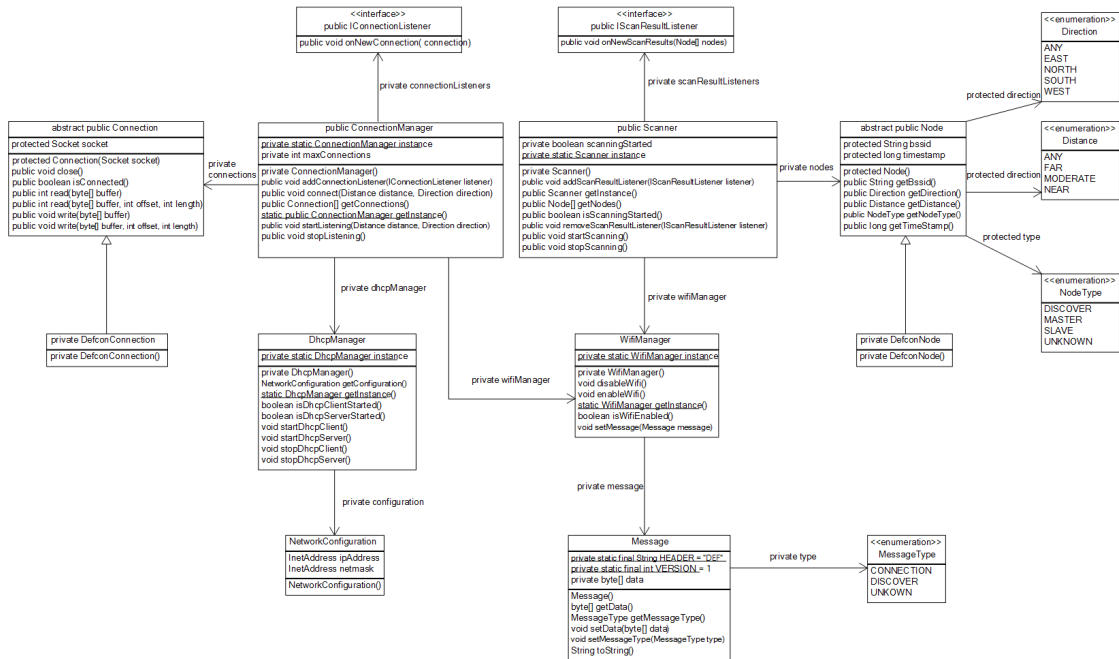 <<interface>>
public IConnectionListener
public void onNewConnection( connection)
<<interface>>
public IScanResultListener
public void onNewScanResults(Node[] nodes)
<<enumeration>>
Direction
ANY
EAST
NORTH
SOUTH
WEST
private connectionListeners
private scanResultListeners
protected direction
abstract public Connection
protected Socket socket
protected Connection(Socket socket)
public void close()
public boolean isConnected()
public int read(byte[] buffer)
public int read(byte[] buffer, int offset, int length)
public void write(byte[] buffer)
public void write(byte[] buffer, int offset, int length)
private
connections
public ConnectionManager
private static ConnectionManager instance
private int maxConnections
private ConnectionManager()
public void addConnectionListener(IConnectionListener listener)
public void connect(Distance distance, Direction direction)
public Connection[] getConnections()
static public ConnectionManager getInstance()
public void startListening(Distance distance, Direction direction)
public void stopListening()
public Scanner
private boolean scanningStarted
private static Scanner instance
private Scanner()
public void addScanResultListener(IScanResultListener listener)
public Scanner getInstance()
public Node[] getNodes()
public boolean isScanningStarted()
public void removeScanResultListener(IScanResultListener listener)
public void startScanning()
public void stopScanning()
private nodes
abstract public Node
protected String bssid
protected long timestamp
protected Node()
public String getBssid()
public Direction getDirection()
public Distance getDistance()
public NodeType getNodeType()
public long getTimeStamp()
<<enumeration>>
Distance
ANY
FAR
MODERATE
NEAR
protected direction
protected type
<<enumeration>>
NodeType
DISCOVER
MASTER
SLAVE
UNKNOWN
private dhcpManager
private wifiManager
private DefconConnection
private DefconConnection()
DhcpManager
private static DhcpManager instance
private DhcpManager()
NetworkConfiguration getConfiguration()
static DhcpManager getInstance()
boolean isDhcpClientStarted()
boolean isDhcpServerStarted()
void startDhcpClient()
void startDhcpServer()
void stopDhcpClient()
void stopDhcpServer()
private wifiManager
WifiManager
private static WifiManager instance
private WifiManager()
void disableWifi()
void enableWifi()
static WifiManager getInstance()
boolean isWifiEnabled()
void setMessage(Message message)
private DefconNode
private DefconNode()
private configuration
private message
NetworkConfiguration
InetAddress ipAddress
InetAddress netmask
NetworkConfiguration()
Message
private static final String HEADER = "DEF"
private static final int VERSION = 1
private byte[] data
Message()
byte[] getData()
MessageType getMessageType()
void setData(byte[] data)
void setMessageType(MessageType type)
String toString()
private type
<<enumeration>>
MessageType
CONNECTION
DISCOVER
UNKOWN